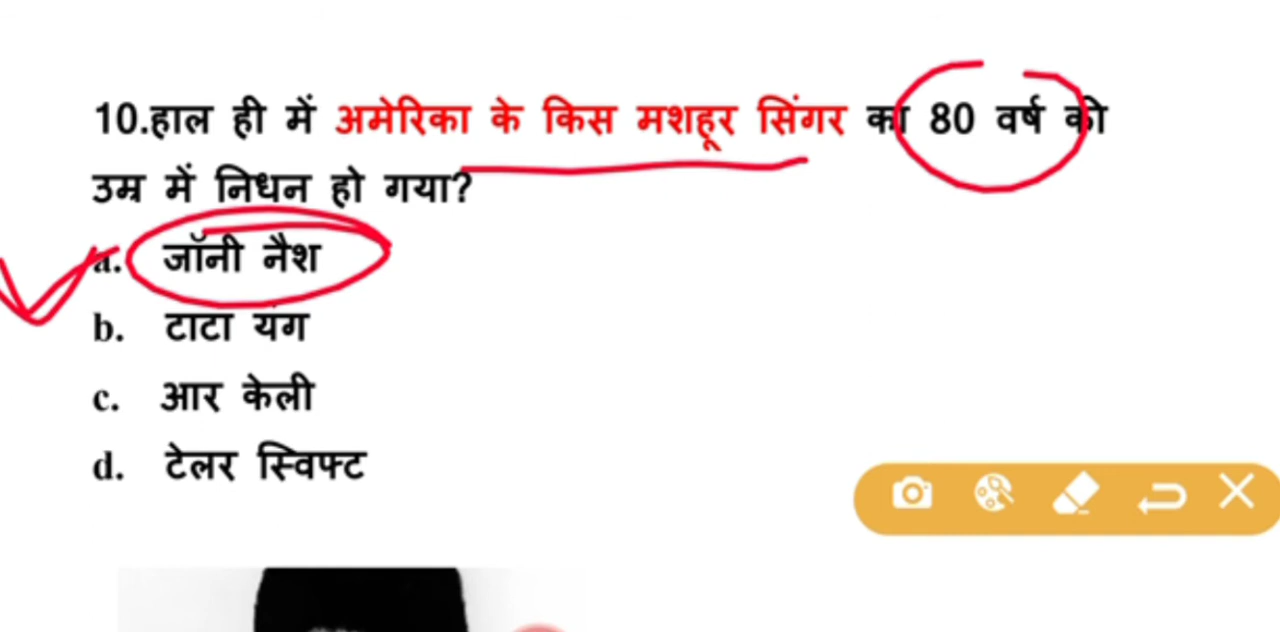 10.हाल ही में अमेरिका के किस मशहूर सिंगर का 80 वर्ष की
उम्र में निधन हो गया?
a. जॉनी नैश
b. टाटा यंग
c. आर केली
d. टेलर स्विफ्ट